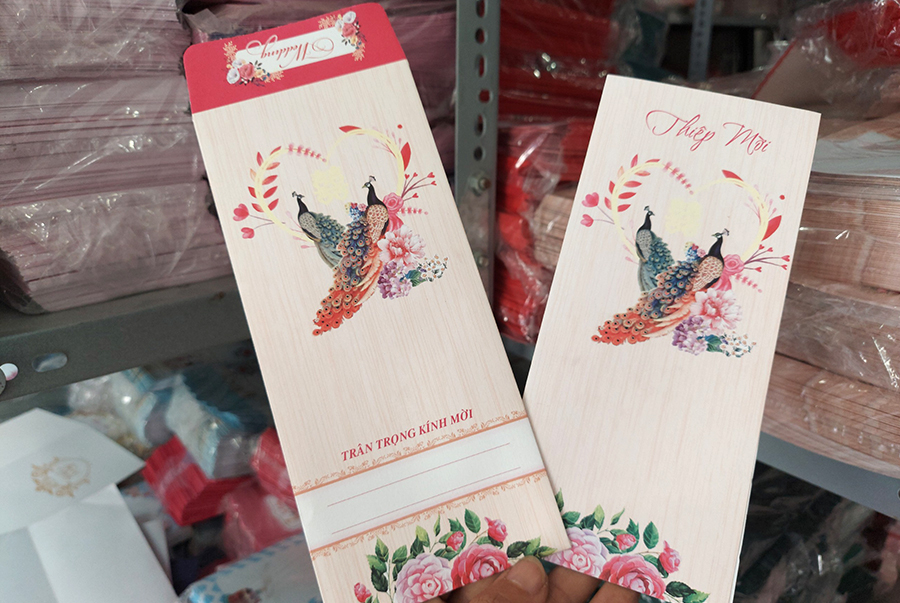 Wedding
TRÂN TRỌNG KÍNH MỜI
Thiệp Mời